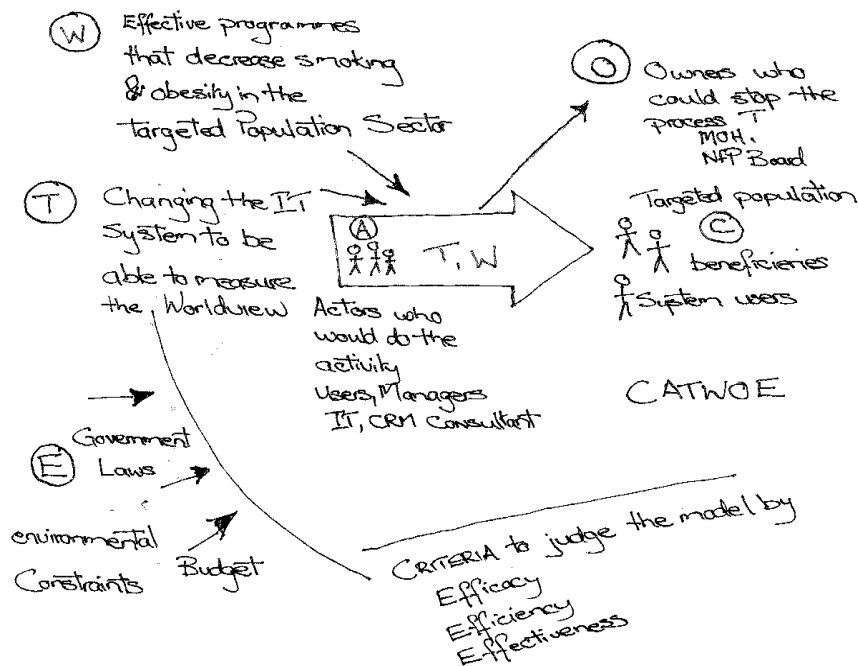 W Effective programmes
that decrease smoking
& obesity in the
Targeted Population Sector
O Owners who
could stop the
process T
MOH.
NFP Board
T Changing the IT
System to be
able to measure
the Worldview
A
T, W
Actors who
would do the
activity
Users, Managers
IT, CRM Consultant
Targeted population
C
beneficieries
System users
CATWOE
Government
E Laws
environmental
Constraints
Budget
CRITERIA to judge the model by
Efficacy
Efficiency
Effectiveness